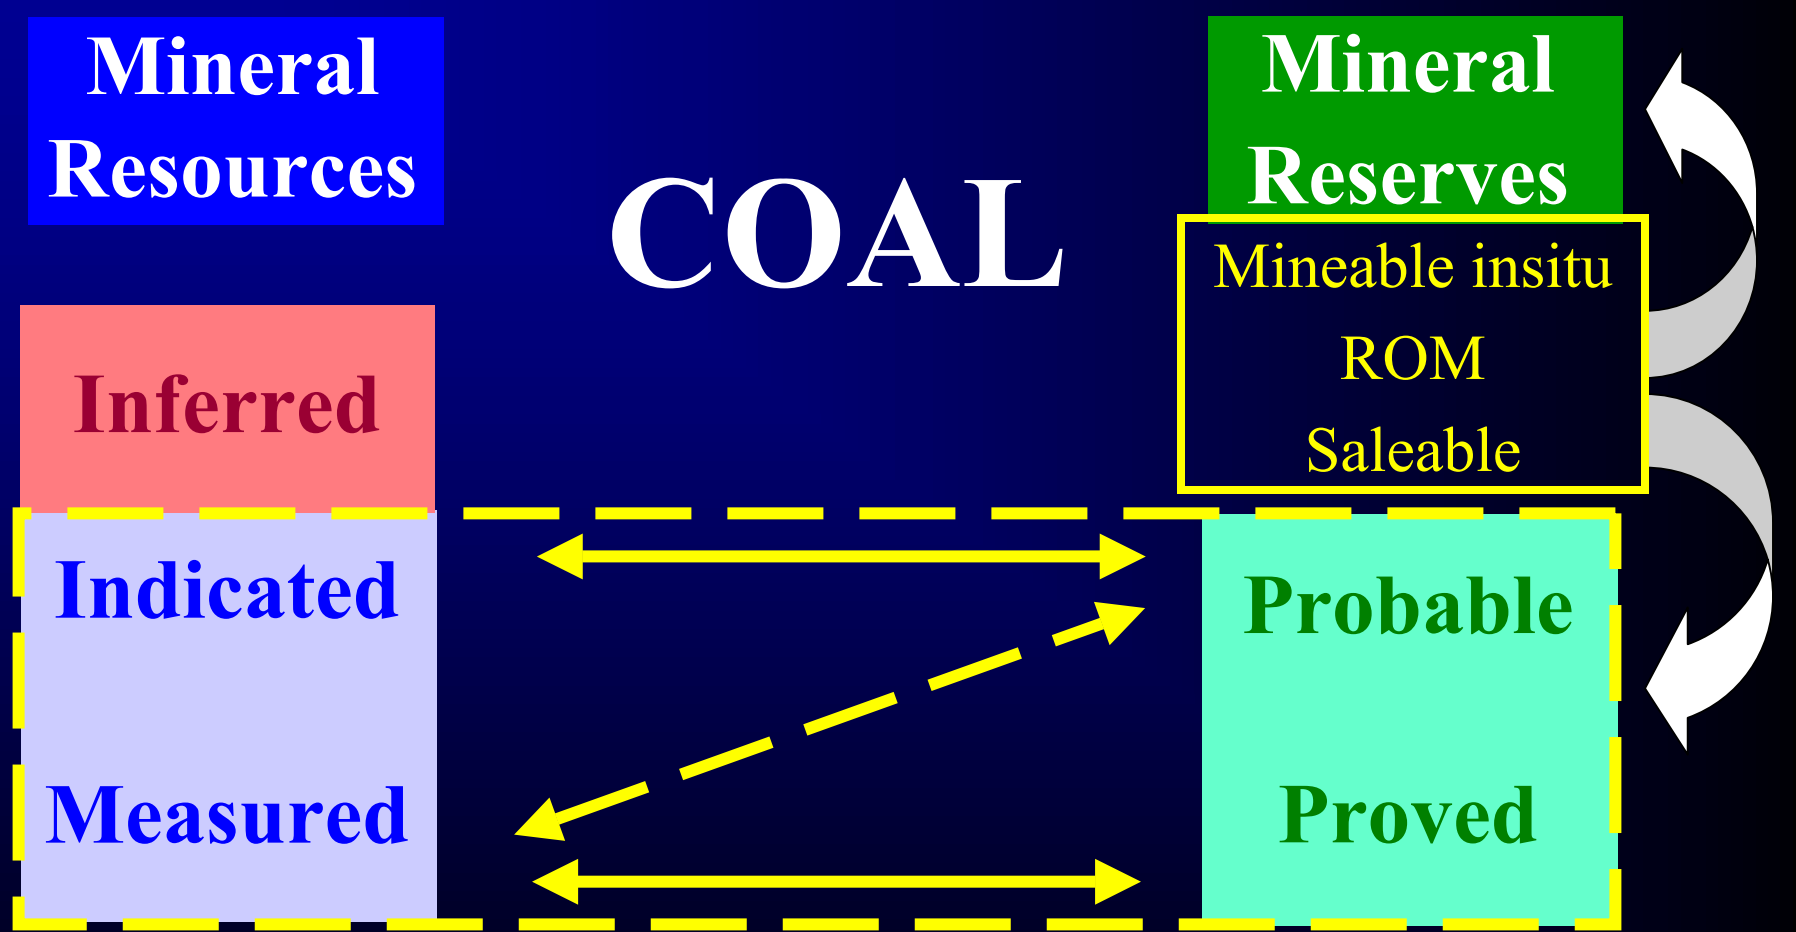 Mineral
Resources
COAL
Mineral
Reserves
Mineable insitu
ROM
Saleable
Inferred
Indicated
Measured
Probable
Proved